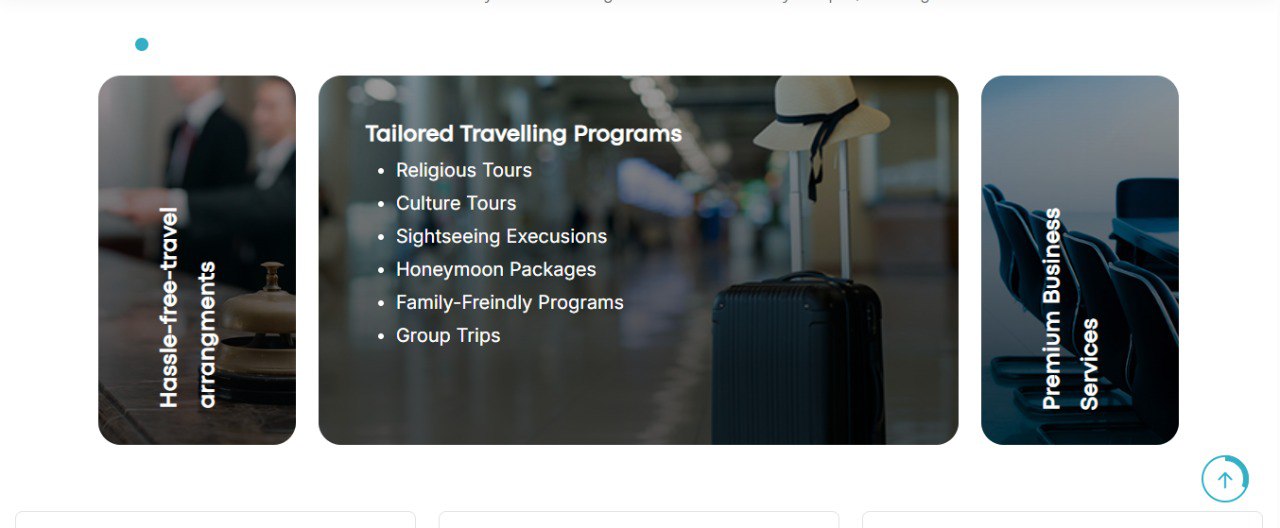 Hassle-free-travel
arrangments
Tailored Travelling Programs
• Religious Tours
• Culture Tours
• Sightseeing Execusions
• Honeymoon Packages
• Family-Freindly Programs
• Group Trips
Premium Business
Services